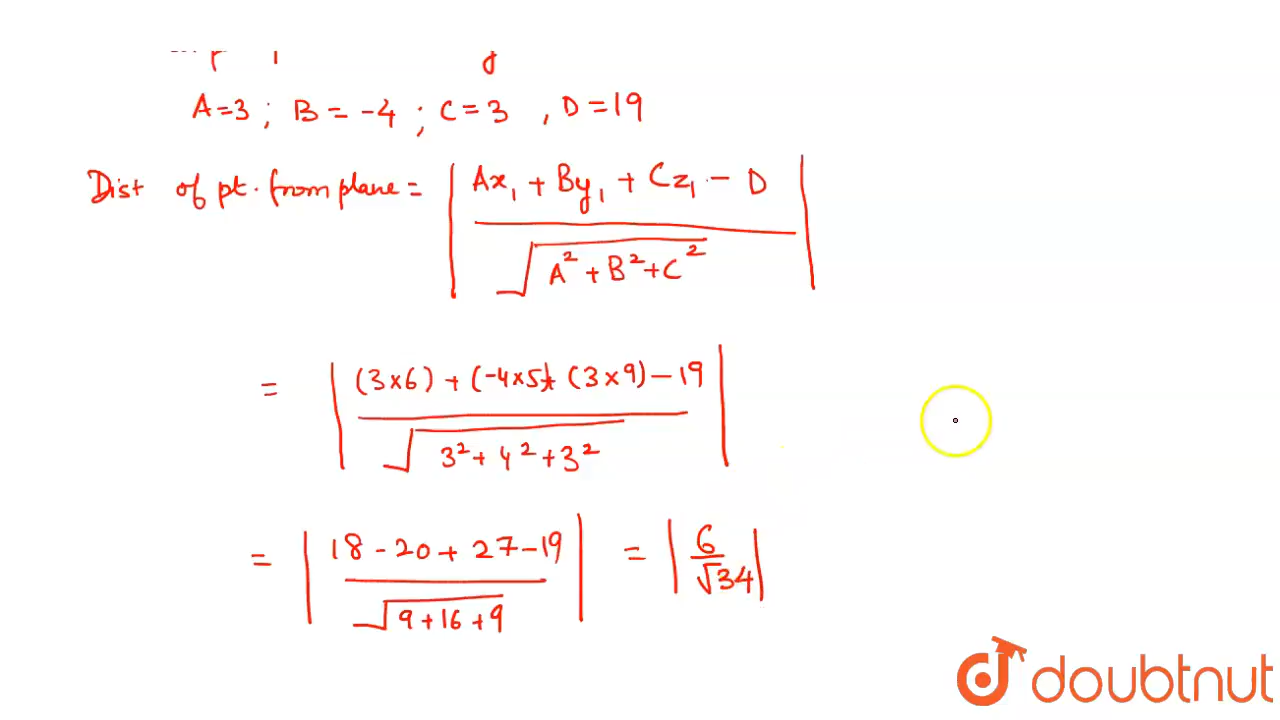 A=3 ; B = -4 ; C = 3 , D = 19
Dist of pt. from plane = | Ax₁ + By₁ + Cz₁ - D |
√A² + B² + C²
= | (3×6) + (-4×5)+ (3×9) - 19 |
√3² + 4² + 3²
= | 18 - 20 + 27 - 19 | = | 6 |
√9 + 16 + 9 √34
doubtnut